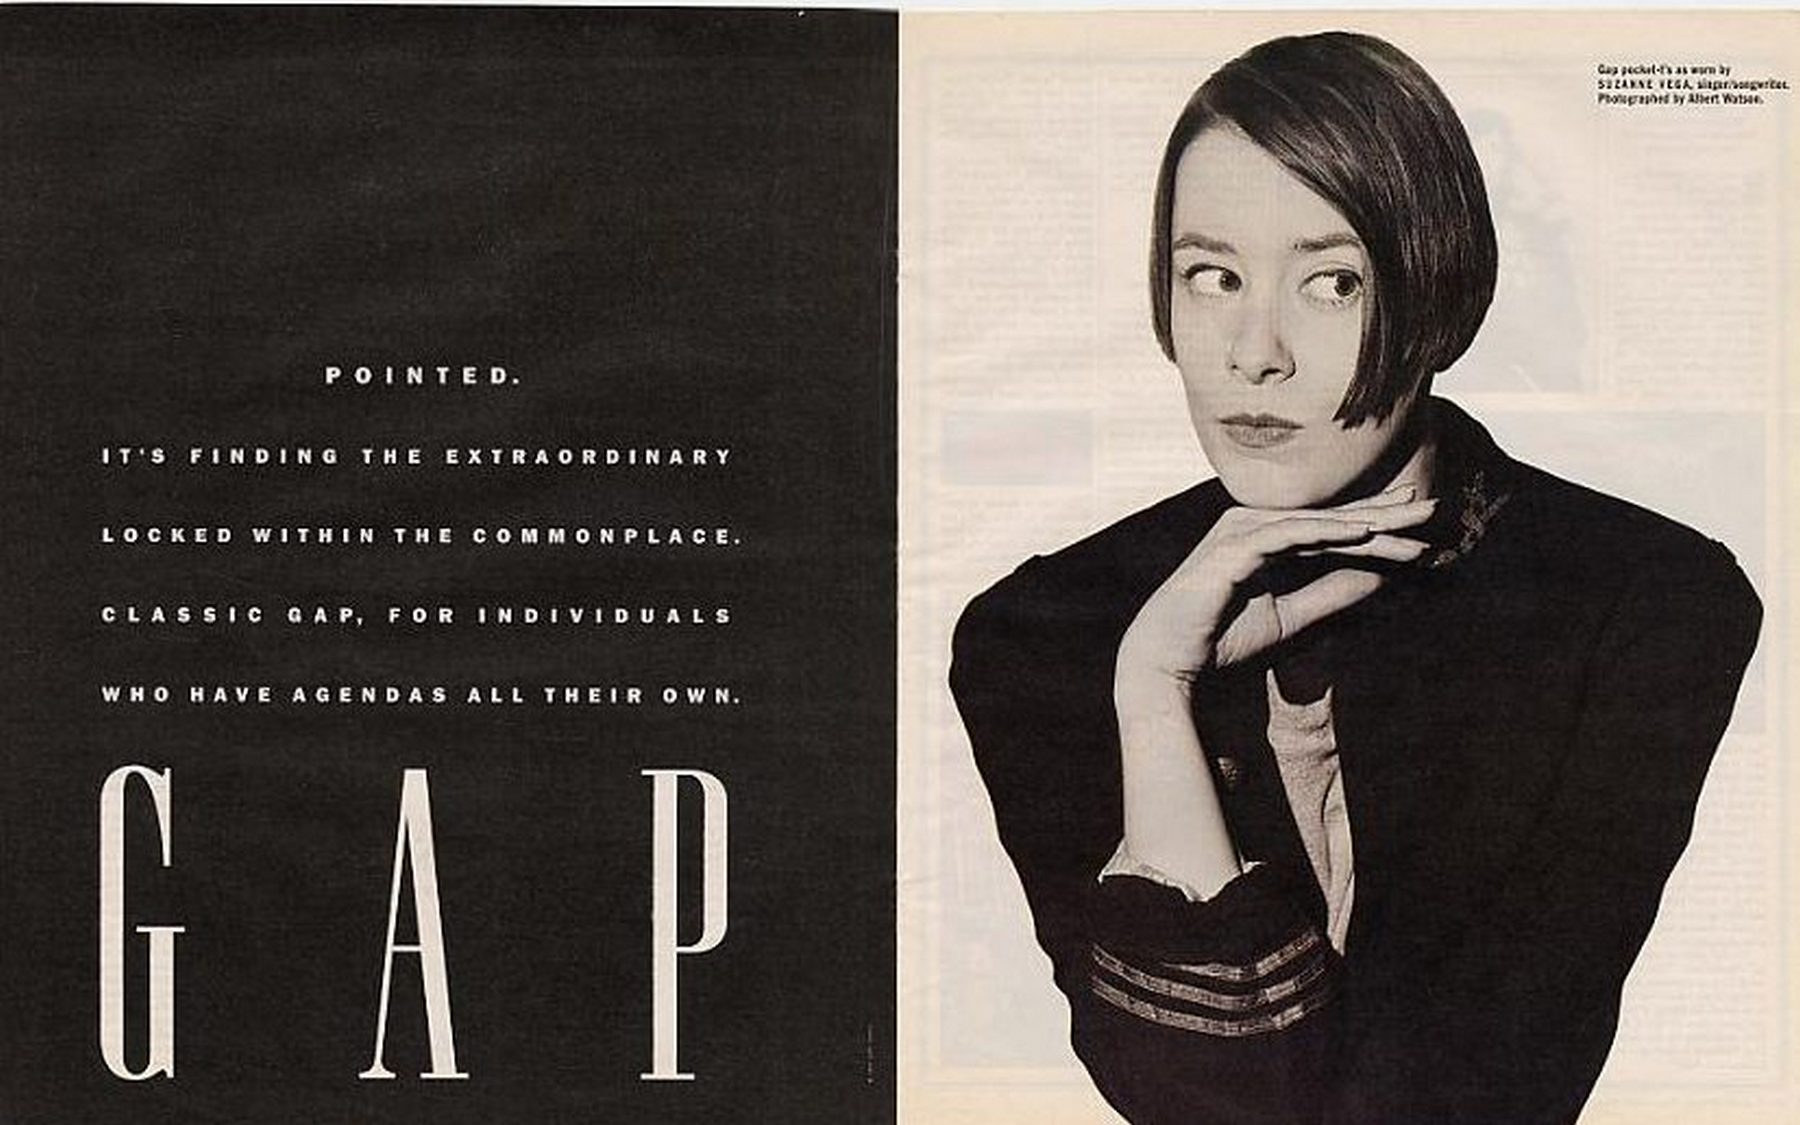 POINTED.
IT'S FINDING THE EXTRAORDINARY
LOCKED WITHIN THE COMMONPLACE.
CLASSIC GAP, FOR INDIVIDUALS
WHO HAVE AGENDAS ALL THEIR OWN.
GAP
Gap pocket-t's as worn by
SUZANNE VEGA, singer/songwriter.
Photographed by Albert Watson.